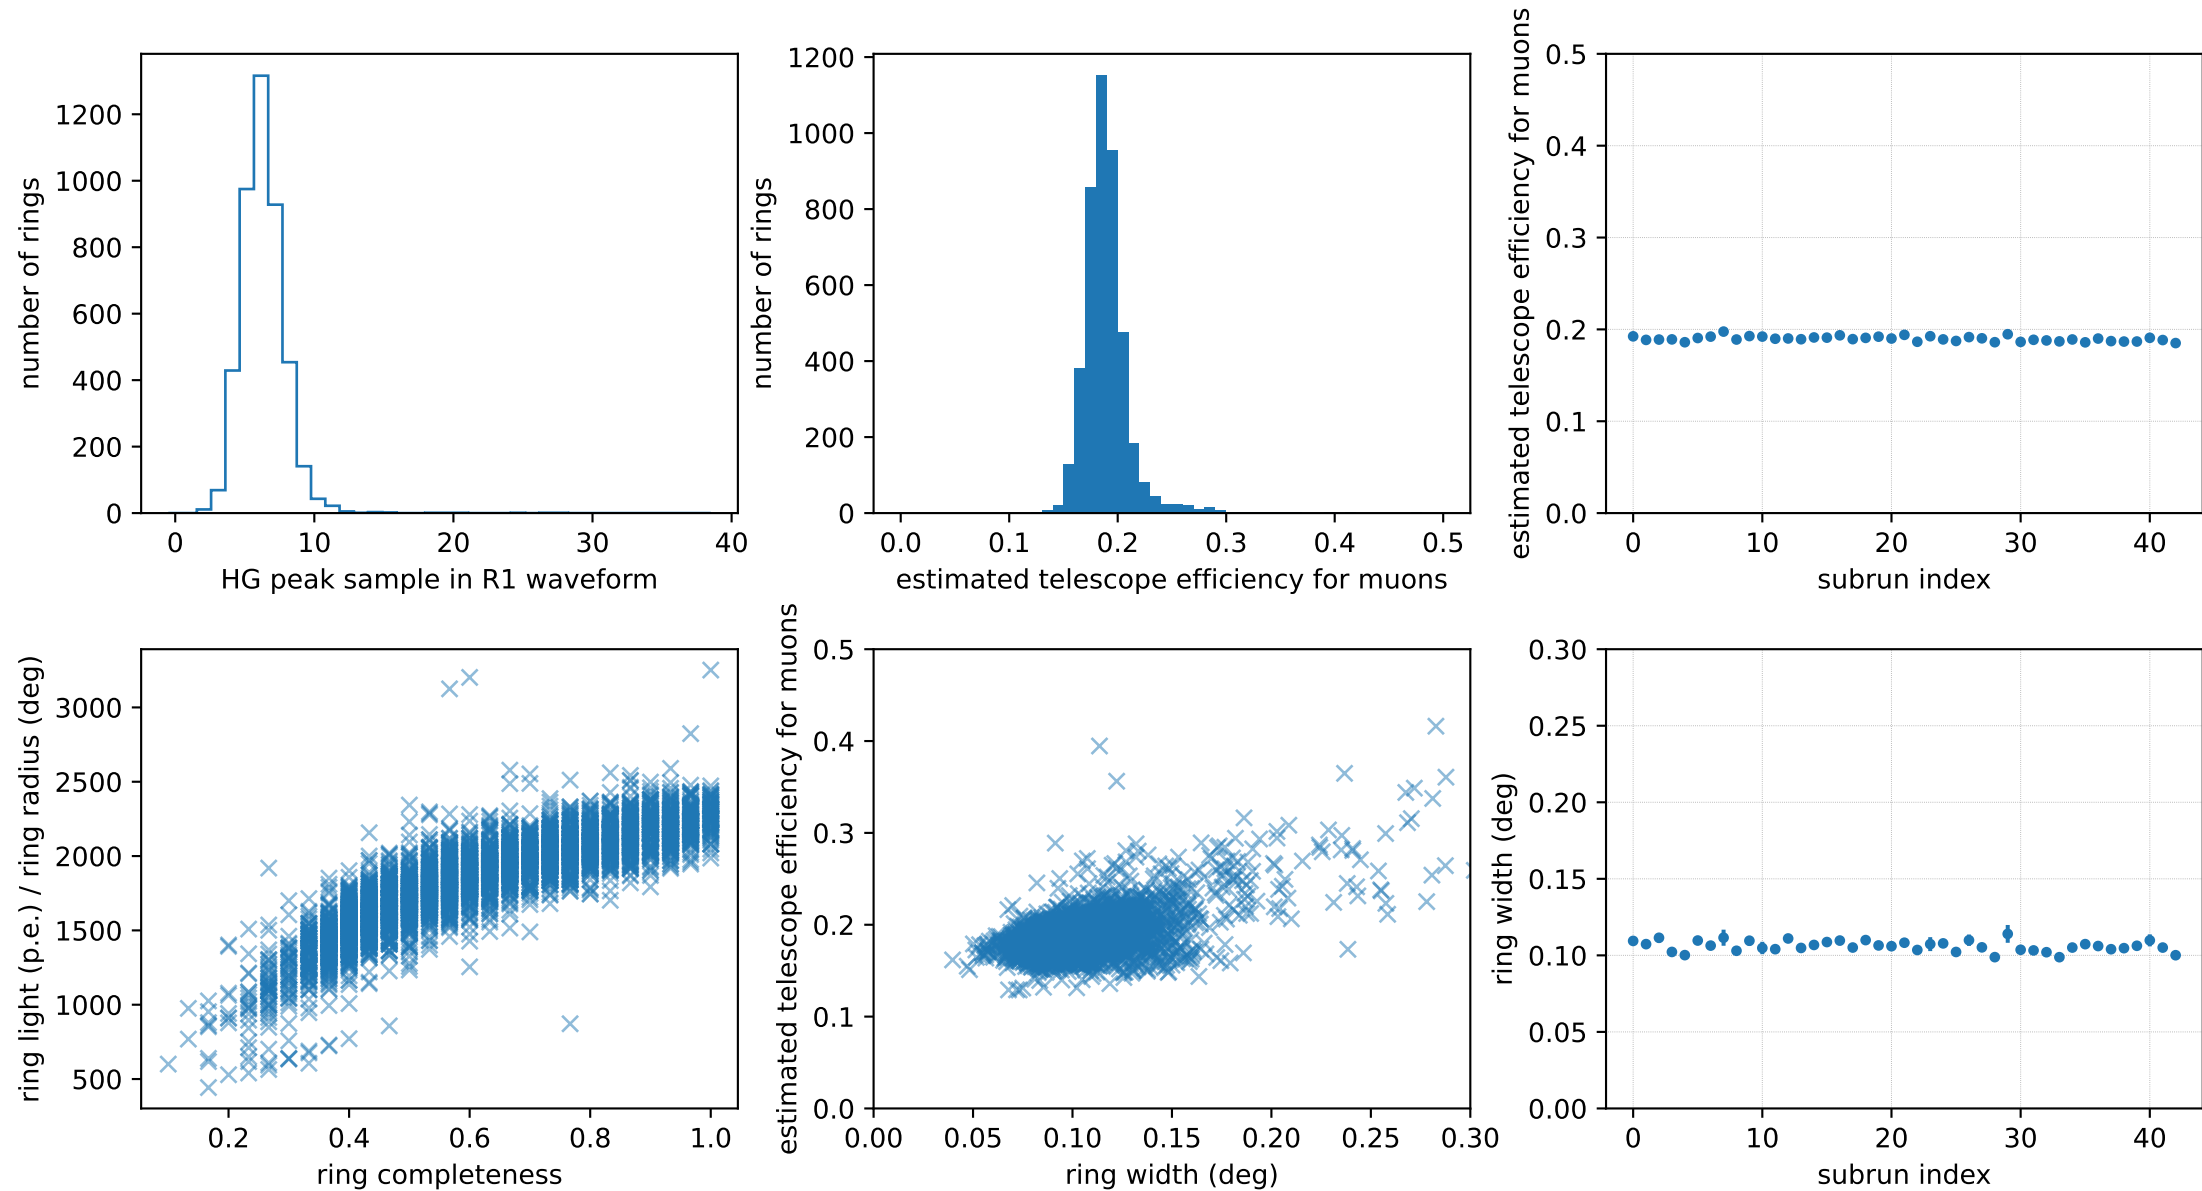 number of rings
1200
1000
800
600
400
200
0
0 10 20 30 40
HG peak sample in R1 waveform
number of rings
1200
1000
800
600
400
200
0
0.0 0.1 0.2 0.3 0.4 0.5
estimated telescope efficiency for muons
estimated telescope efficiency for muons
0.5
0.4
0.3
0.2
0.1
0.0
0 10 20 30 40
subrun index
ring light (p.e.) / ring radius (deg)
3000
2500
2000
1500
1000
500
0.2 0.4 0.6 0.8 1.0
ring completeness
estimated telescope efficiency for muons
0.5
0.4
0.3
0.2
0.1
0.0
0.00 0.05 0.10 0.15 0.20 0.25 0.30
ring width (deg)
ring width (deg)
0.30
0.25
0.20
0.15
0.10
0.05
0.00
0 10 20 30 40
subrun index